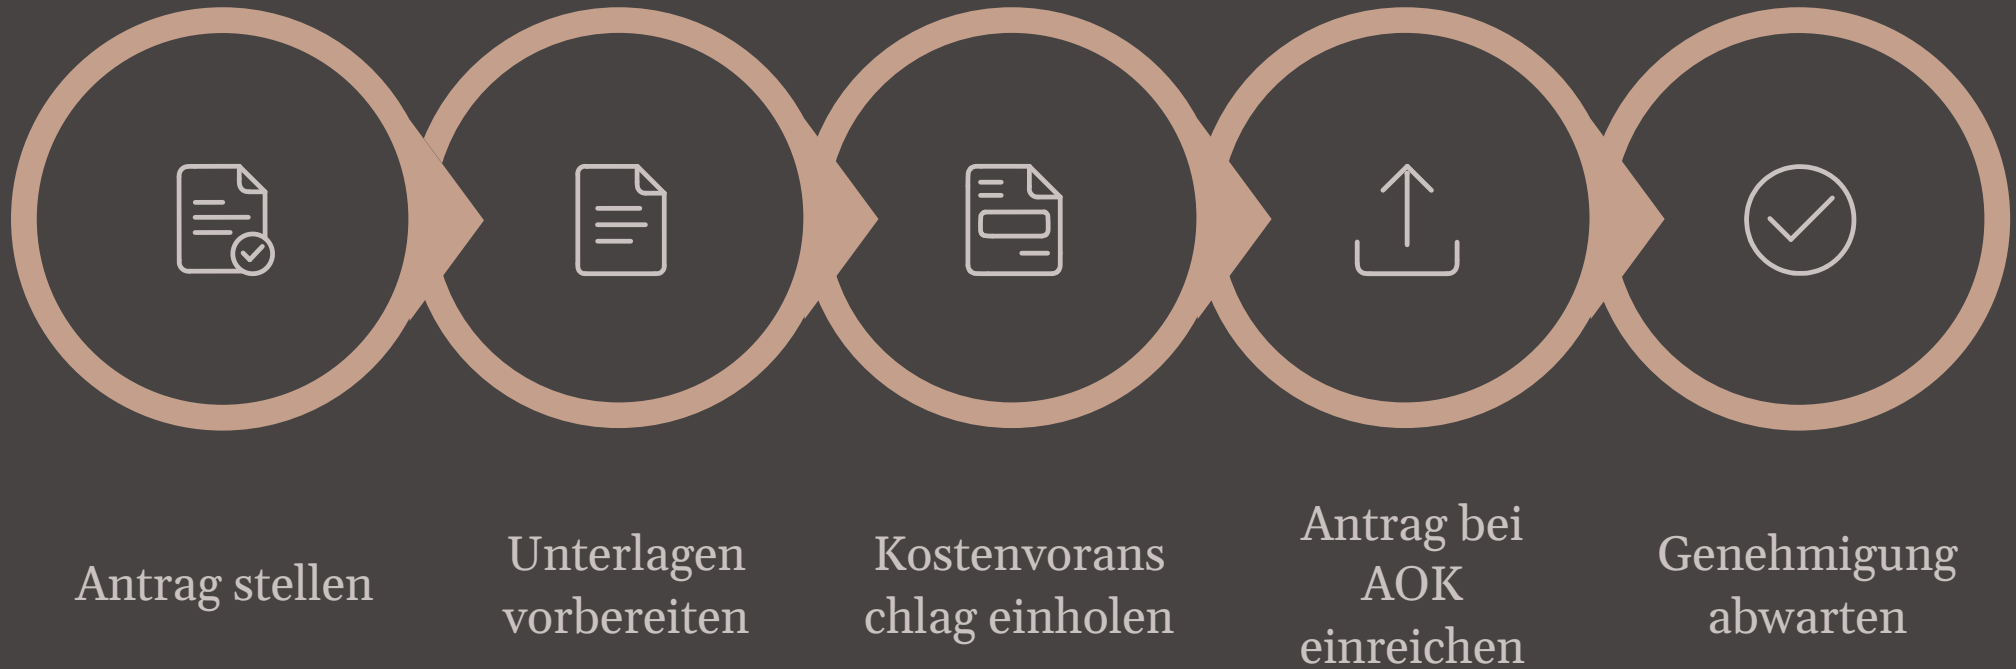 Antrag stellen
Unterlagen
vorbereiten
Kostenvorans
chlag einholen
Antrag bei
AOK
einreichen
Genehmigung
abwarten